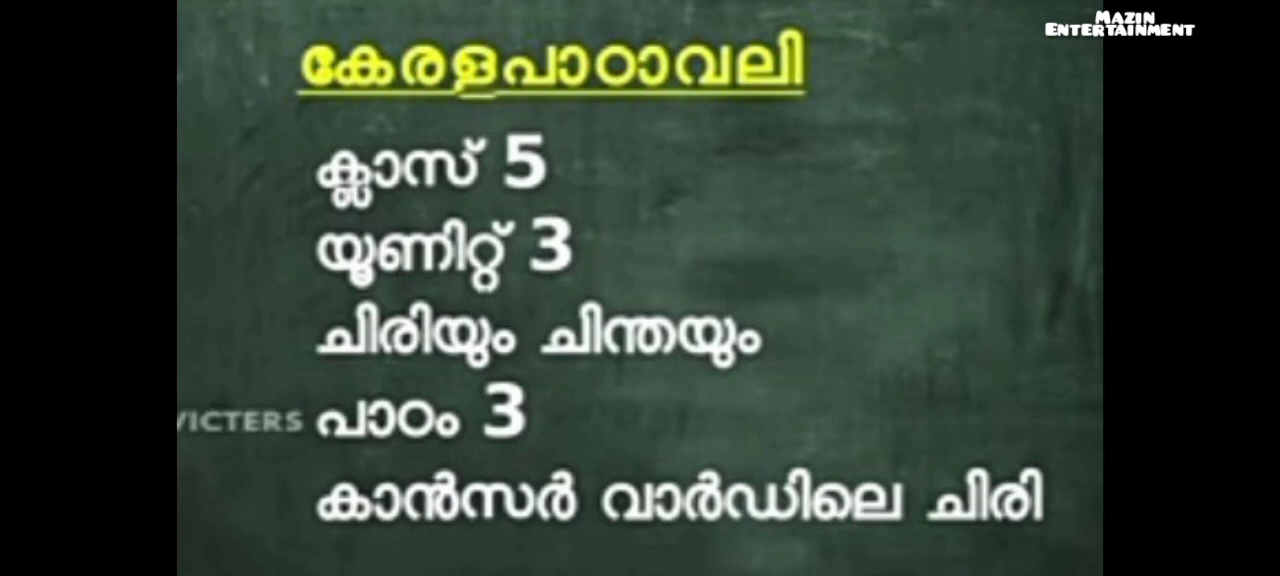 MAZIN
ENTERTAINMENT
കേരളപാഠാവലി
ക്ലാസ് 5
യൂണിറ്റ് 3
ചിരിയും ചിന്തയും
VICTERS പാഠം 3
കാൻസർ വാർഡിലെ ചിരി